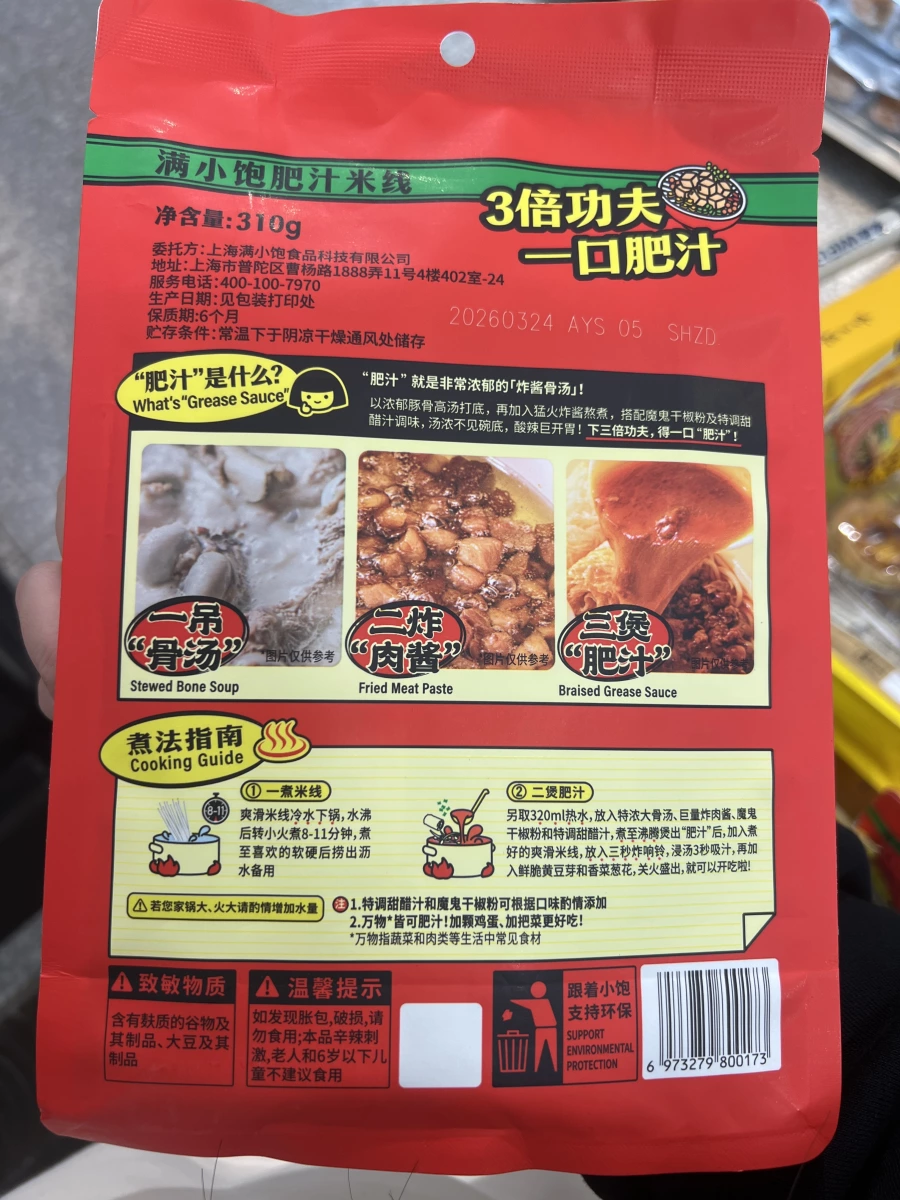 满小饱肥汁米线
3倍功夫
一口肥汁
净含量:310g
委托方:上海满小饱食品科技有限公司
地址:上海市普陀区曹杨路1888弄11号4楼402室-24
服务电话:400-100-7970
生产日期:见包装打印处
保质期:6个月
贮存条件:常温下于阴凉干燥通风处储存
20260324 AYS 05 SHZD
“肥汁”是什么?
What's"Grease Sauce"
“肥汁”就是非常浓郁的「炸酱骨汤」!
以浓郁豚骨高汤打底，再加入猛火炸酱熬煮，搭配魔鬼干椒粉及特调甜
醋汁调味，汤浓不见碗底，酸辣巨开胃!下三倍功夫，得一口“肥汁”!
一吊
“骨汤”
*图片仅供参考
Stewed Bone Soup
二炸
“肉酱”
*图片仅供参考
Fried Meat Paste
三煲
“肥汁”
*图片仅供参考
Braised Grease Sauce
煮法指南
Cooking Guide
① 一煮米线
8-11
爽滑米线冷水下锅，水沸
后转小火煮8-11分钟，煮
至喜欢的软硬后捞出沥
水备用
② 二煲肥汁
另取320ml热水，放入特浓大骨汤、巨量炸肉酱、魔鬼
干椒粉和特调甜醋汁，煮至沸腾煲出“肥汁”后，加入煮
好的爽滑米线，放入三秒炸响铃，浸汤3秒吸汁，再加
入鲜脆黄豆芽和香菜葱花，关火盛出，就可以开吃啦!
若您家锅大、火大请酌情增加水量
注 1.特调甜醋汁和魔鬼干椒粉可根据口味酌情添加
2.万物*皆可肥汁!加颗鸡蛋、加把菜更好吃!
*万物指蔬菜和肉类等生活中常见食材
致敏物质
含有麸质的谷物及
其制品、大豆及其
制品
温馨提示
如发现胀包,破损,请
勿食用;本品辛辣刺
激,老人和6岁以下儿
童不建议食用
跟着小饱
支持环保
SUPPORT
ENVIRONMENTAL
PROTECTION
6 973279 800173